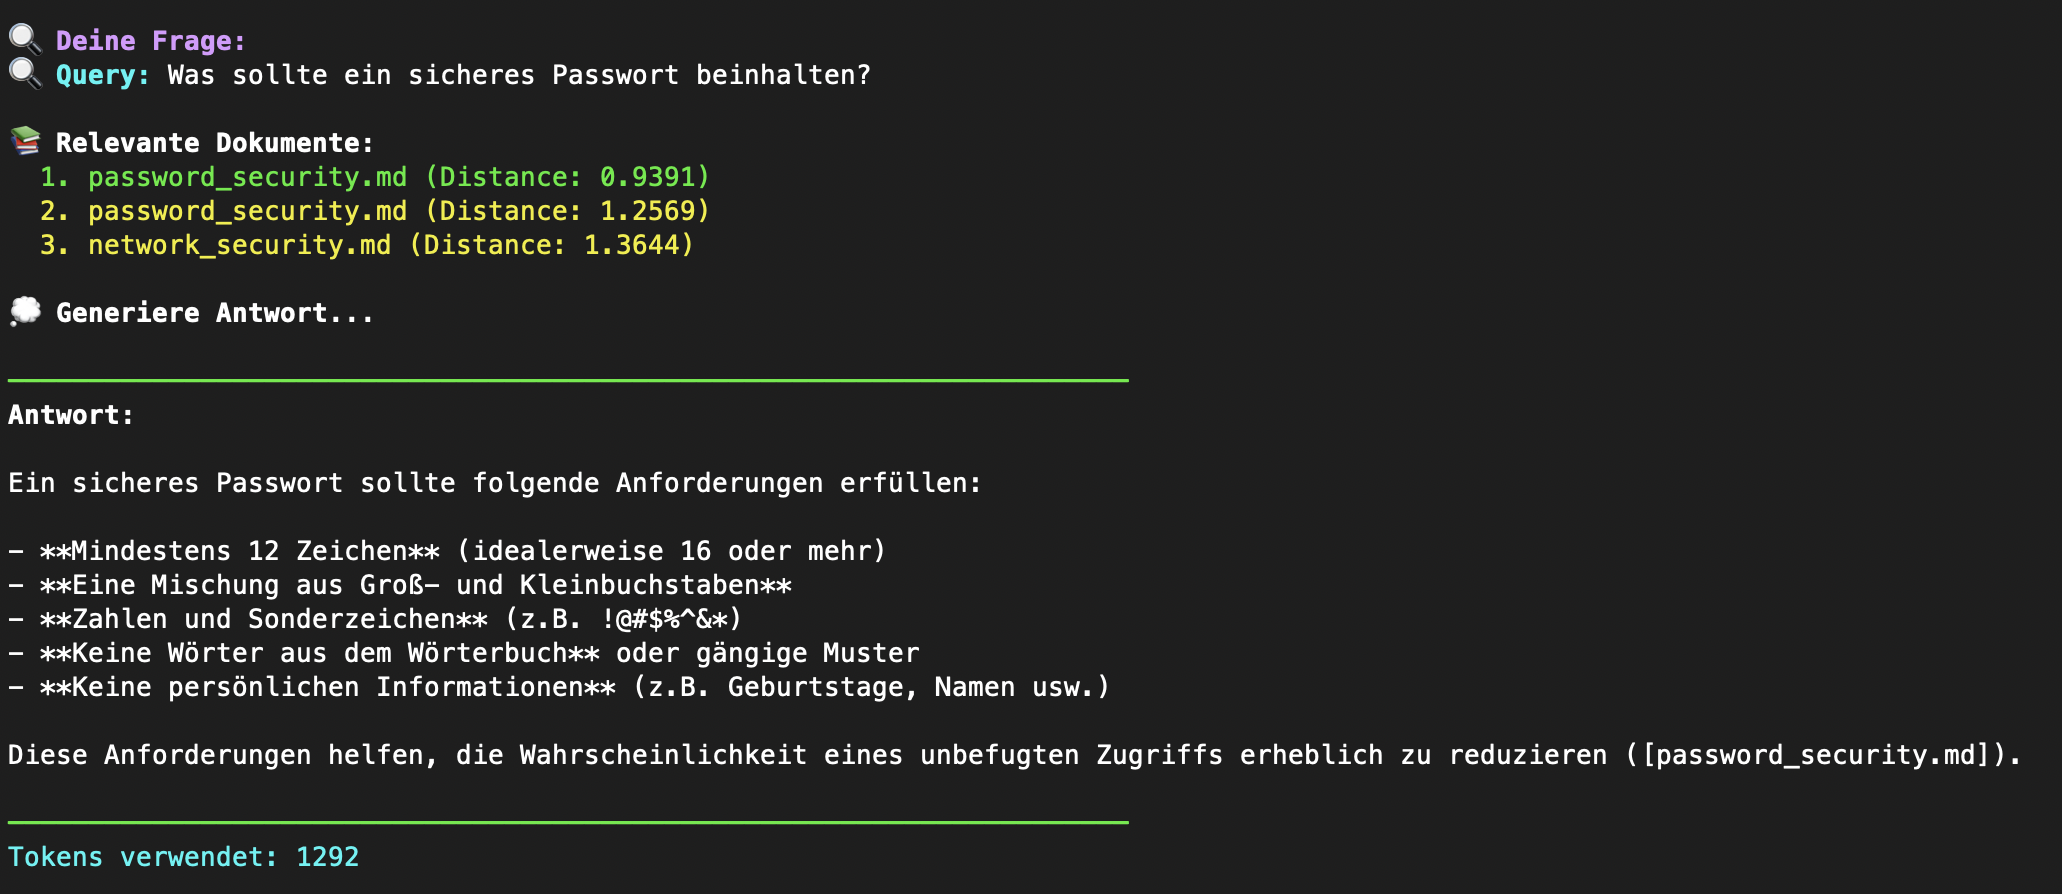 🔍 Deine Frage:
🔍 Query: Was sollte ein sicheres Passwort beinhalten?
📚 Relevante Dokumente:
1. password_security.md (Distance: 0.9391)
2. password_security.md (Distance: 1.2569)
3. network_security.md (Distance: 1.3644)
💭 Generiere Antwort...
Antwort:
Ein sicheres Passwort sollte folgende Anforderungen erfüllen:
- **Mindestens 12 Zeichen** (idealerweise 16 oder mehr)
- **Eine Mischung aus Groß- und Kleinbuchstaben**
- **Zahlen und Sonderzeichen** (z.B. !@#$%^&*)
- **Keine Wörter aus dem Wörterbuch** oder gängige Muster
- **Keine persönlichen Informationen** (z.B. Geburtstage, Namen usw.)
Diese Anforderungen helfen, die Wahrscheinlichkeit eines unbefugten Zugriffs erheblich zu reduzieren ([password_security.md]).
Tokens verwendet: 1292